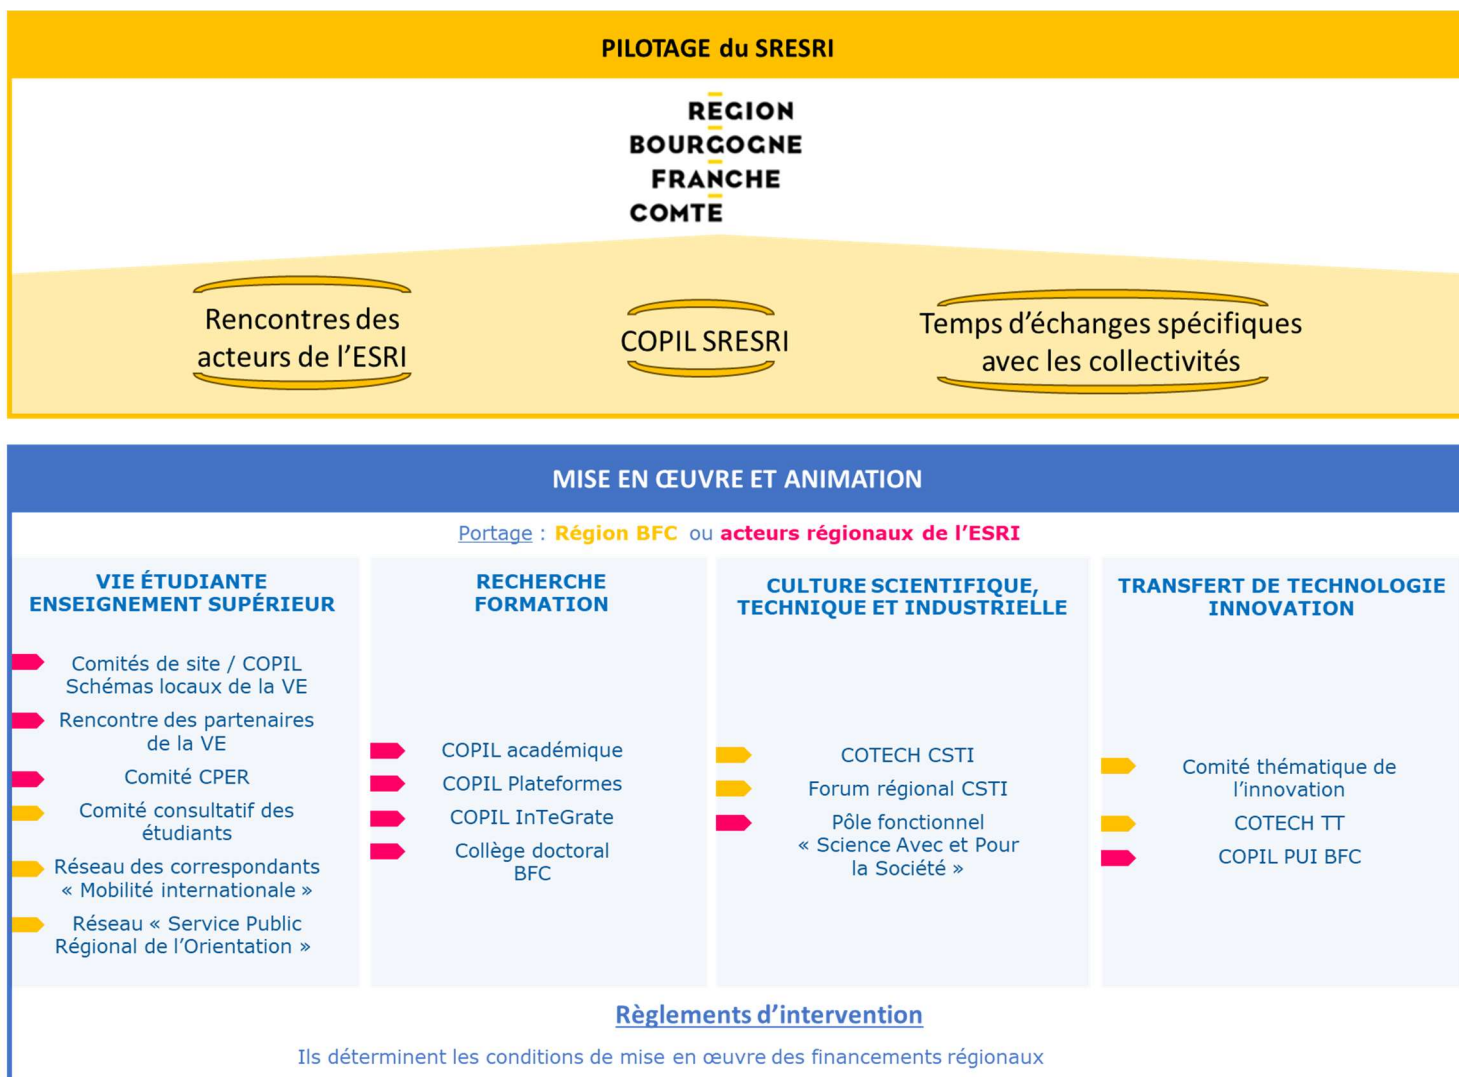 PILOTAGE du SRESRI
RÉGION
BOURGOGNE
FRANCHE
COMTE
Rencontres des
acteurs de l'ESRI
COPIL SRESRI
Temps d'échanges spécifiques
avec les collectivités
MISE EN ŒUVRE ET ANIMATION
Portage : Région BFC ou acteurs régionaux de l'ESRI
VIE ÉTUDIANTE
ENSEIGNEMENT SUPÉRIEUR
Comités de site / COPIL
Schémas locaux de la VE
Rencontre des partenaires
de la VE
Comité CPER
Comité consultatif des
étudiants
Réseau des correspondants
« Mobilité internationale »
Réseau « Service Public
Régional de l'Orientation »
RECHERCHE
FORMATION
COPIL académique
COPIL Plateformes
COPIL InTeGrate
Collège doctoral
BFC
CULTURE SCIENTIFIQUE,
TECHNIQUE ET INDUSTRIELLE
COTECH CSTI
Forum régional CSTI
Pôle fonctionnel
« Science Avec et Pour
la Société »
TRANSFERT DE TECHNOLOGIE
INNOVATION
Comité thématique de
l'innovation
COTECH TT
COPIL PUI BFC
Règlements d'intervention
Ils déterminent les conditions de mise en œuvre des financements régionaux